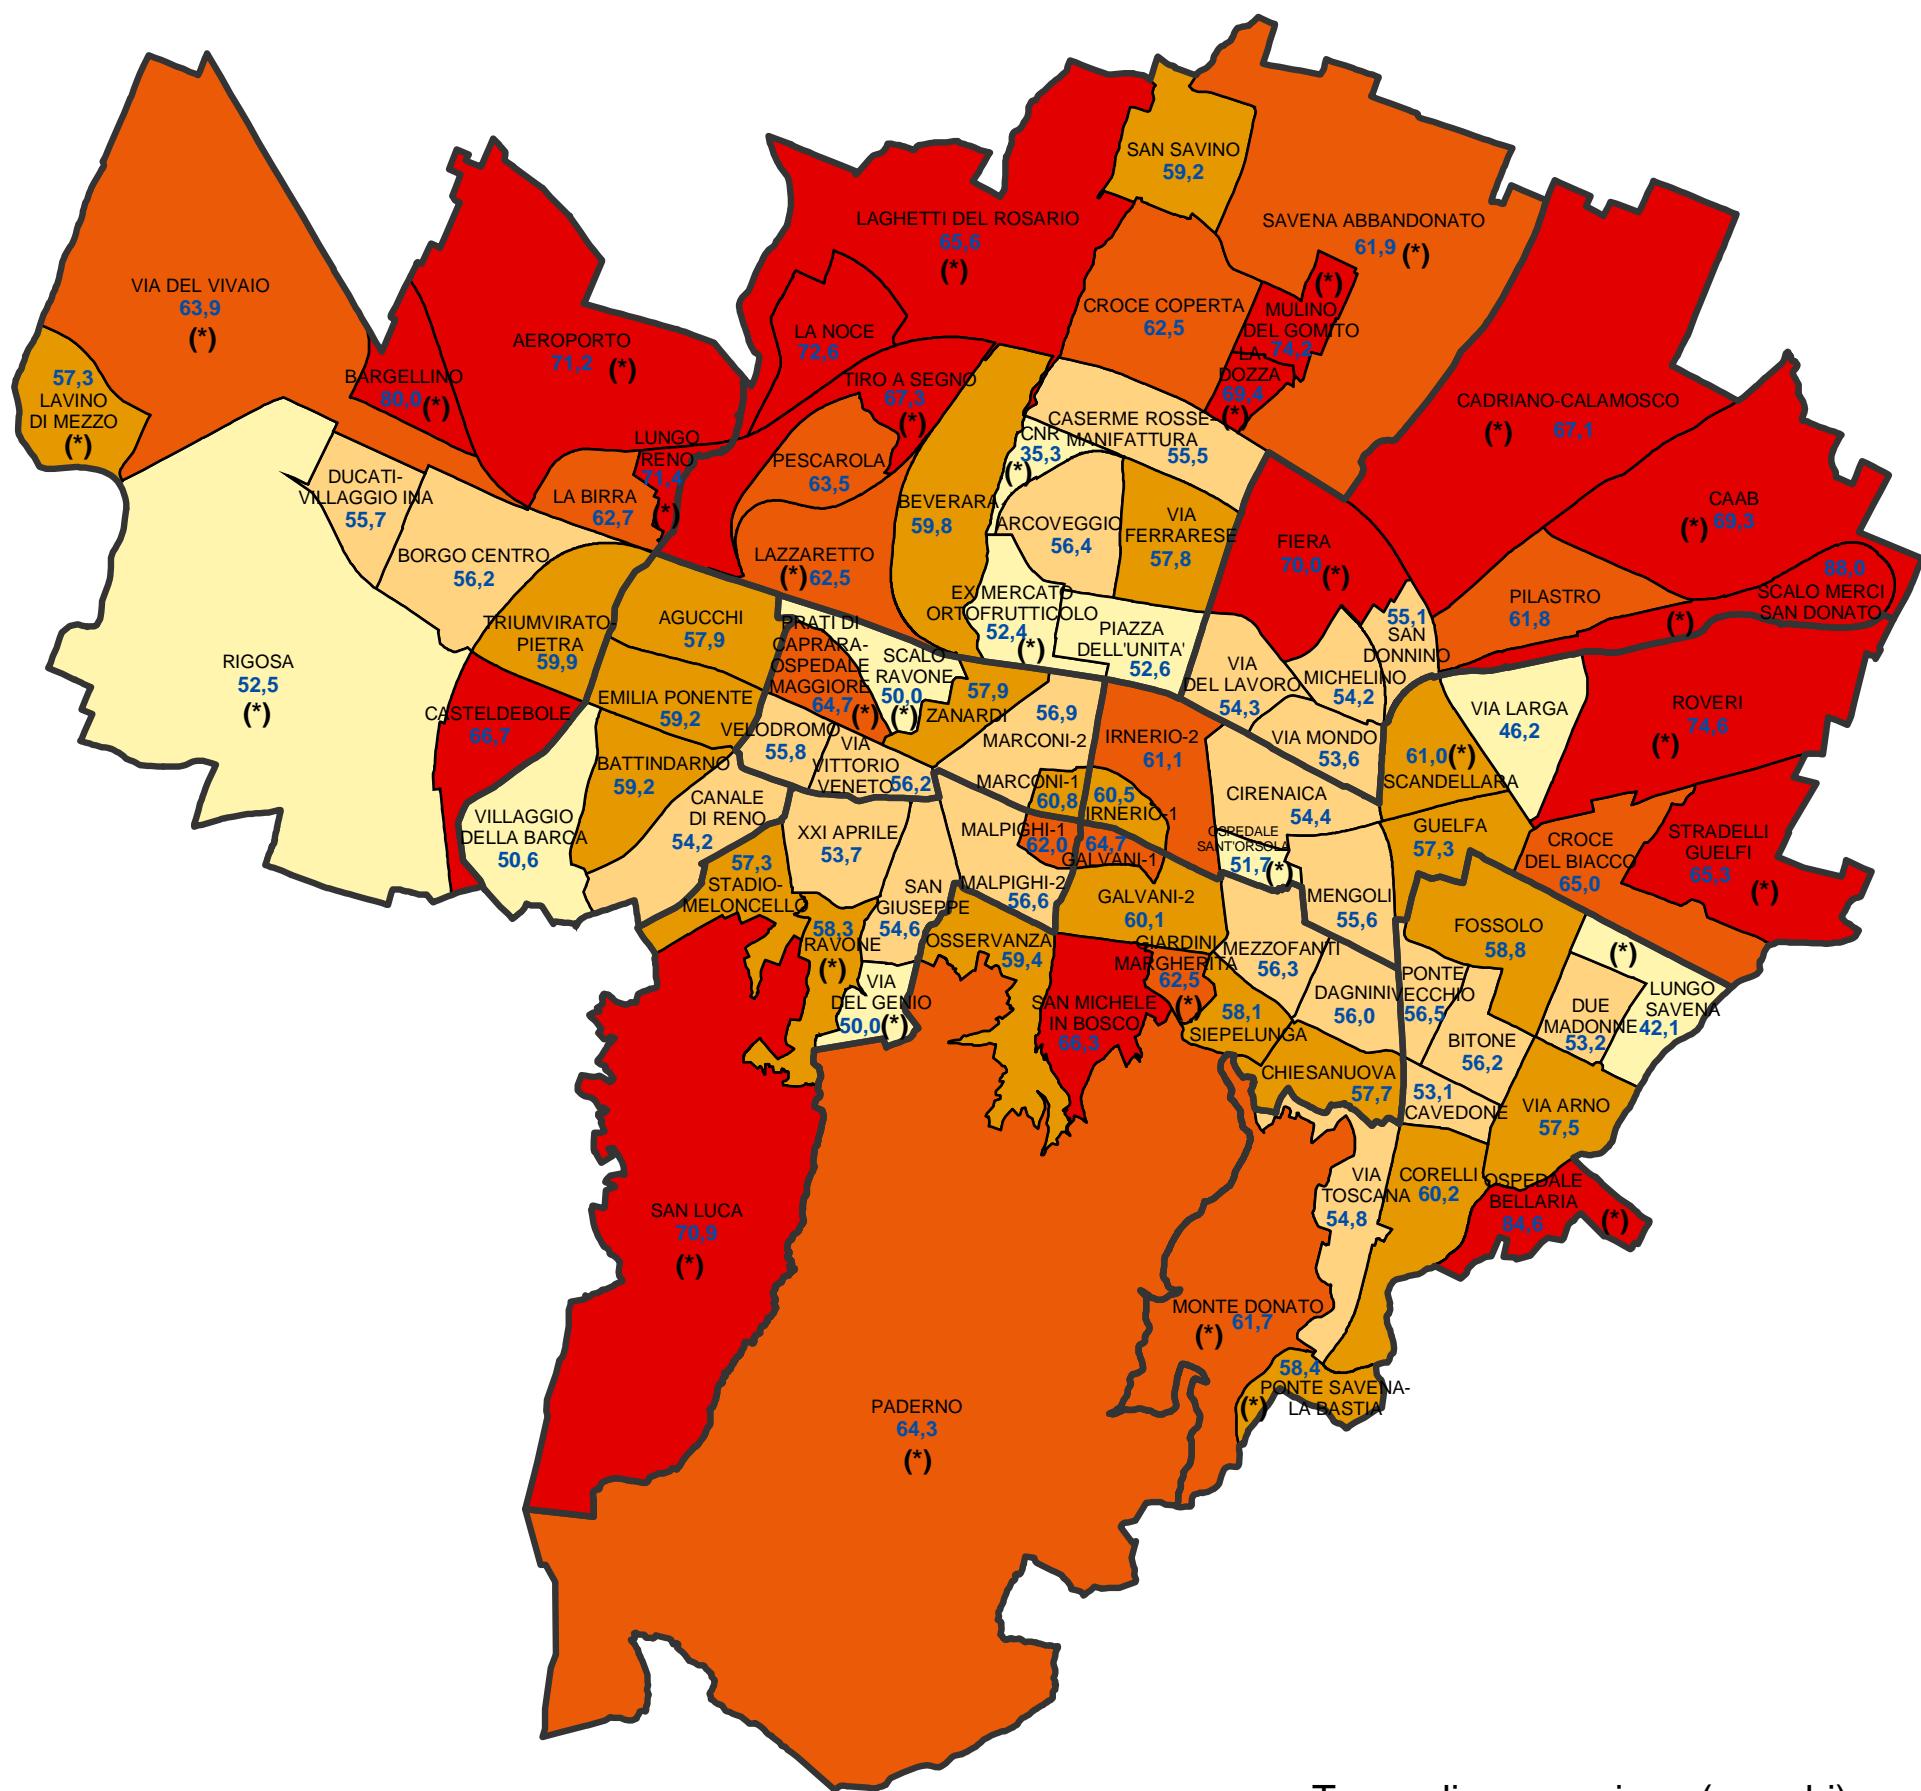 SAN SAVINO
59,2
LAGHETTI DEL ROSARIO
65,6
(*)
SAVENA ABBANDONATO
61,9 (*)
VIA DEL VIVAIO
63,9
(*)
CROCE COPERTA
62,5
(*)
MULINO
DEL GOMITO
74,2
LA NOCE
72,6
AEROPORTO
71,2 (*)
BARGELLINO
80,0 (*)
57,3
LAVINO
DI MEZZO
(*)
TIRO A SEGNO
67,3
(*)
LA
DOZZA
69,4
(*)
CADRIANO-CALAMOSCO
(*) 67,1
CASERME ROSSE-
MANIFATTURA
55,5
CNR
35,3
(*)
LUNGO
RENO
71,4
(*)
PESCAROLA
63,5
DUCATI-
VILLAGGIO INA
55,7
LA BIRRA
62,7
BEVERARA
59,8
ARCOVEGGIO
56,4
VIA
FERRARESE
57,8
CAAB
(*) 69,3
FIERA
70,0 (*)
BORGO CENTRO
56,2
LAZZARETTO
(*) 62,5
88,0
SCALO MERCI
SAN DONATO
(*)
PILASTRO
61,8
EX MERCATO
ORTOFRUTTICOLO
52,4
(*)
PIAZZA
DELL'UNITA'
52,6
55,1
SAN
DONNINO
TRIUMVIRATO-
PIETRA
59,9
AGUCCHI
57,9
PRATI DI
CAPRARA-
OSPEDALE
MAGGIORE
64,7 (*)
SCALO
RAVONE
50,0
(*)
RIGOSA
52,5
(*)
VIA
DEL LAVORO
54,3
MICHELINO
54,2
EMILIA PONENTE
59,2
57,9
ZANARDI
56,9
MARCONI-2
VIA LARGA
46,2
ROVERI
74,6
(*)
CASTELDEBOLE
66,7
VELODROMO
55,8
VIA
VITTORIO
VENETO 56,2
IRNERIO-2
61,1
VIA MONDO
53,6
61,0 (*)
SCANDELLARA
BATTINDARNO
59,2
MARCONI-1
60,8
60,5
IRNERIO-1
CIRENAICA
54,4
CANALE
DI RENO
54,2
VILLAGGIO
DELLA BARCA
50,6
XXI APRILE
53,7
MALPIGHI-1
62,0
64,7
GALVANI-1
OSPEDALE
SANT'ORSOLA
51,7 (*)
GUELFA
57,3
CROCE
DEL BIACCO
65,0
STRADELLI
GUELFI
65,3
(*)
57,3
STADIO-
MELONCELLO
SAN
GIUSEPPE
54,6
MALPIGHI-2
56,6
GALVANI-2
60,1
MENGOLI
55,6
FOSSOLO
58,8
58,3
RAVONE
(*)
OSSERVANZA
59,4
GIARDINI
MARGHERITA
62,5
(*)
MEZZOFANTI
56,3
(*)
LUNGO
SAVENA
42,1
VIA
DEL GENIO
50,0 (*)
SAN MICHELE
IN BOSCO
66,3
58,1
SIEPELUNGA
DAGNINI
56,0
PONTE
VECCHIO
56,5
DUE
MADONNE
53,2
BITONE
56,2
CHIESANUOVA
57,7
53,1
CAVEDONE
VIA ARNO
57,5
SAN LUCA
70,9
(*)
VIA
TOSCANA
54,8
CORELLI
60,2
OSPEDALE
BELLARIA
84,6 (*)
MONTE DONATO
(*) 61,7
58,4
PONTE SAVENA-
LA BASTIA
(*)
PADERNO
64,3
(*)